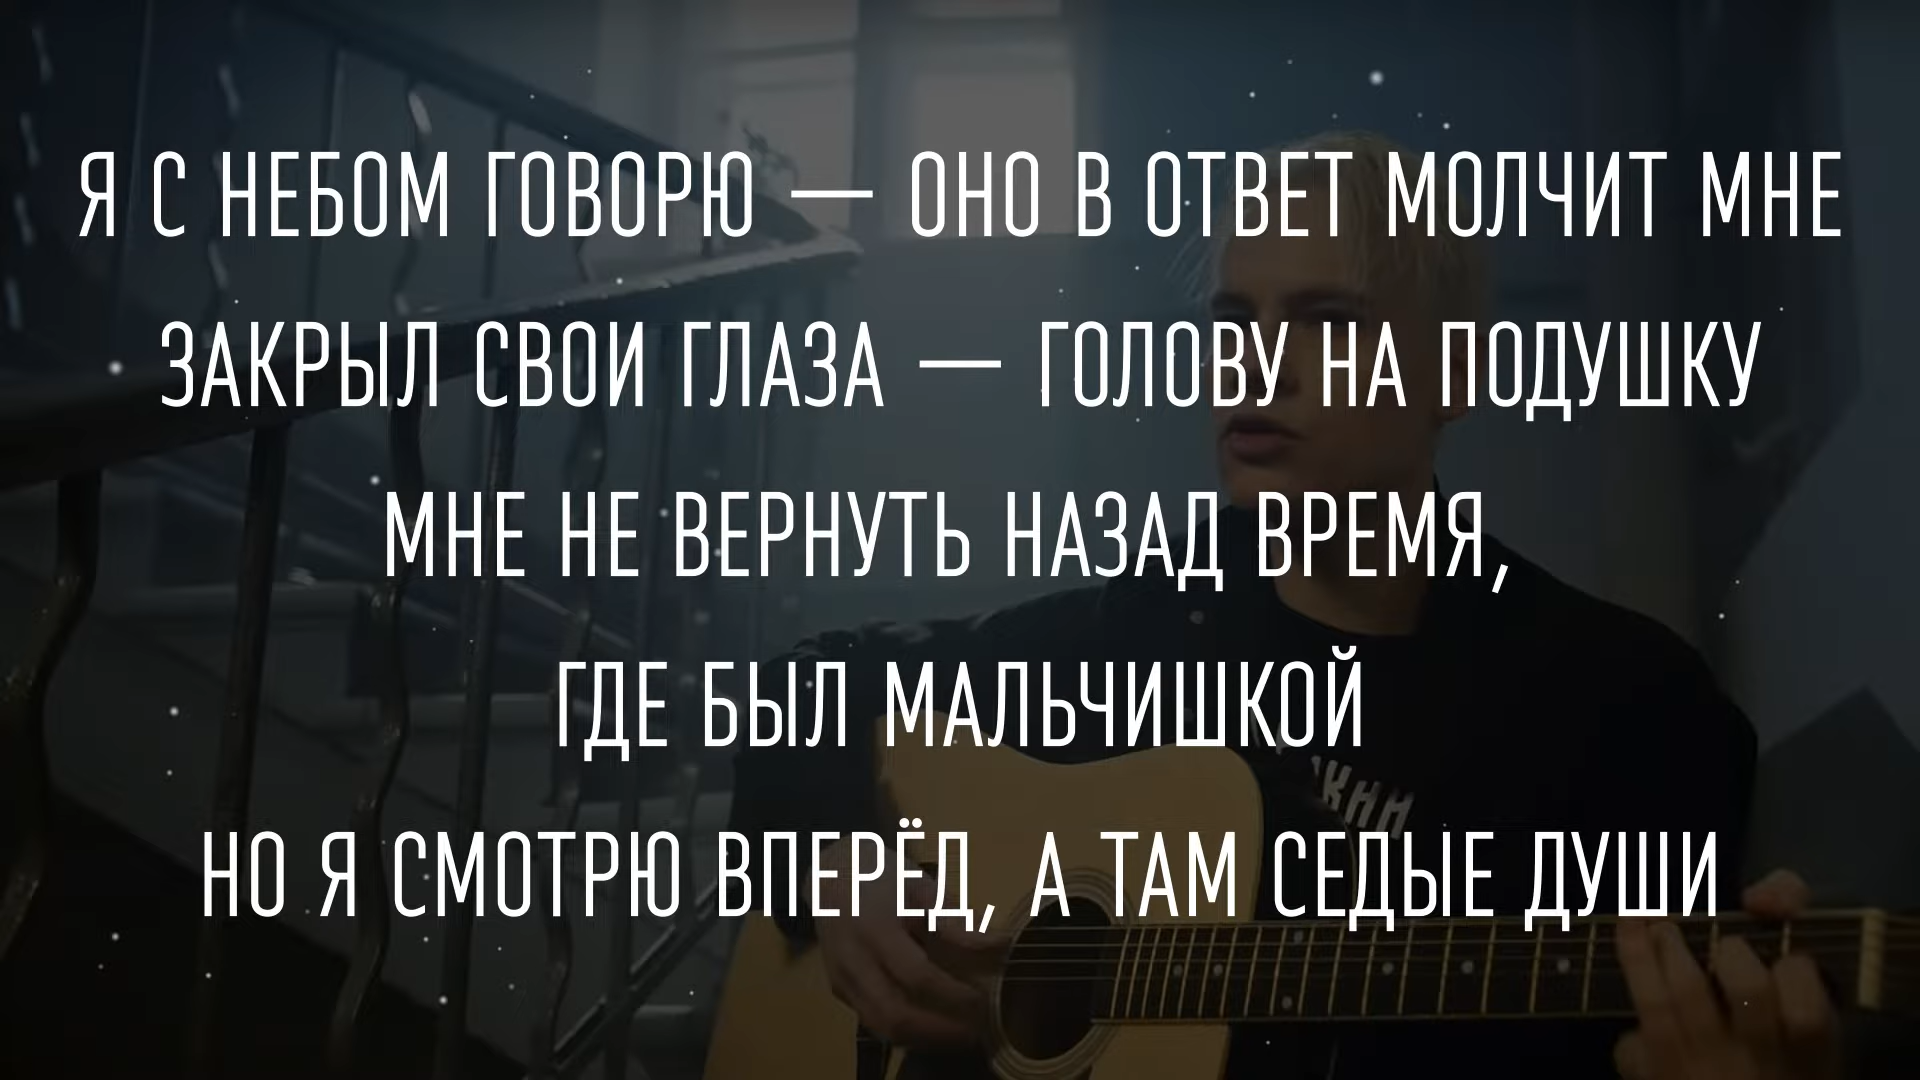 Я С НЕБОМ ГОВОРЮ — ОНО В ОТВЕТ МОЛЧИТ МНЕ
ЗАКРЫЛ СВОИ ГЛАЗА — ГОЛОВУ НА ПОДУШКУ
МНЕ НЕ ВЕРНУТЬ НАЗАД ВРЕМЯ,
ГДЕ БЫЛ МАЛЬЧИШКОЙ
НО Я СМОТРЮ ВПЕРЁД, А ТАМ СЕДЫЕ ДУШИ